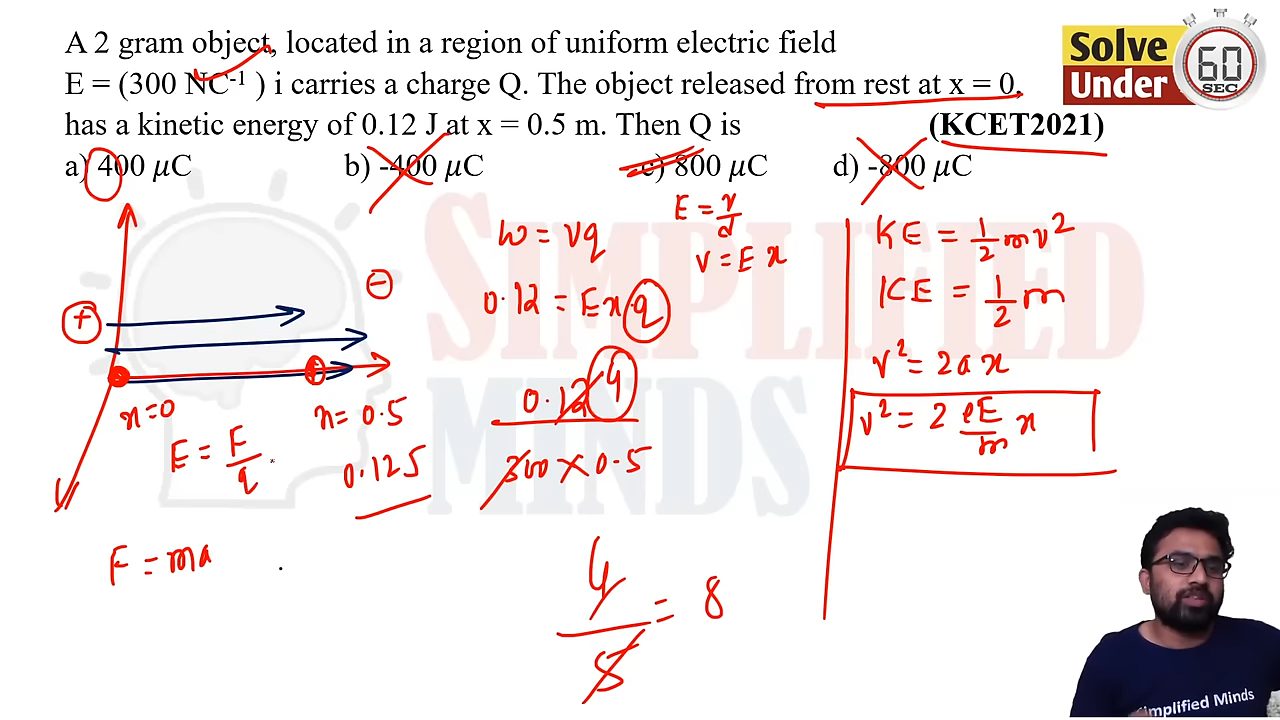 A 2 gram object, located in a region of uniform electric field
E = (300 NC⁻¹ ) i carries a charge Q. The object released from rest at x = 0,
has a kinetic energy of 0.12 J at x = 0.5 m. Then Q is
(KCET2021)
a) 400 μC b) -400 μC c) 800 μC d) -800 μC
Solve
Under
60
SEC
SIMPLIFIED
MINDS
+
−
x=0
x = 0.5
E = F/q
0.12J
F = ma
W = Vq
E = V/d
V = E x
0.12 = Ex q
0.12 4
300 × 0.5
4/5 = 8
KE = 1/2 mv²
KE = 1/2 m
v² = 2ax
v² = 2 eE/m x
Simplified Minds